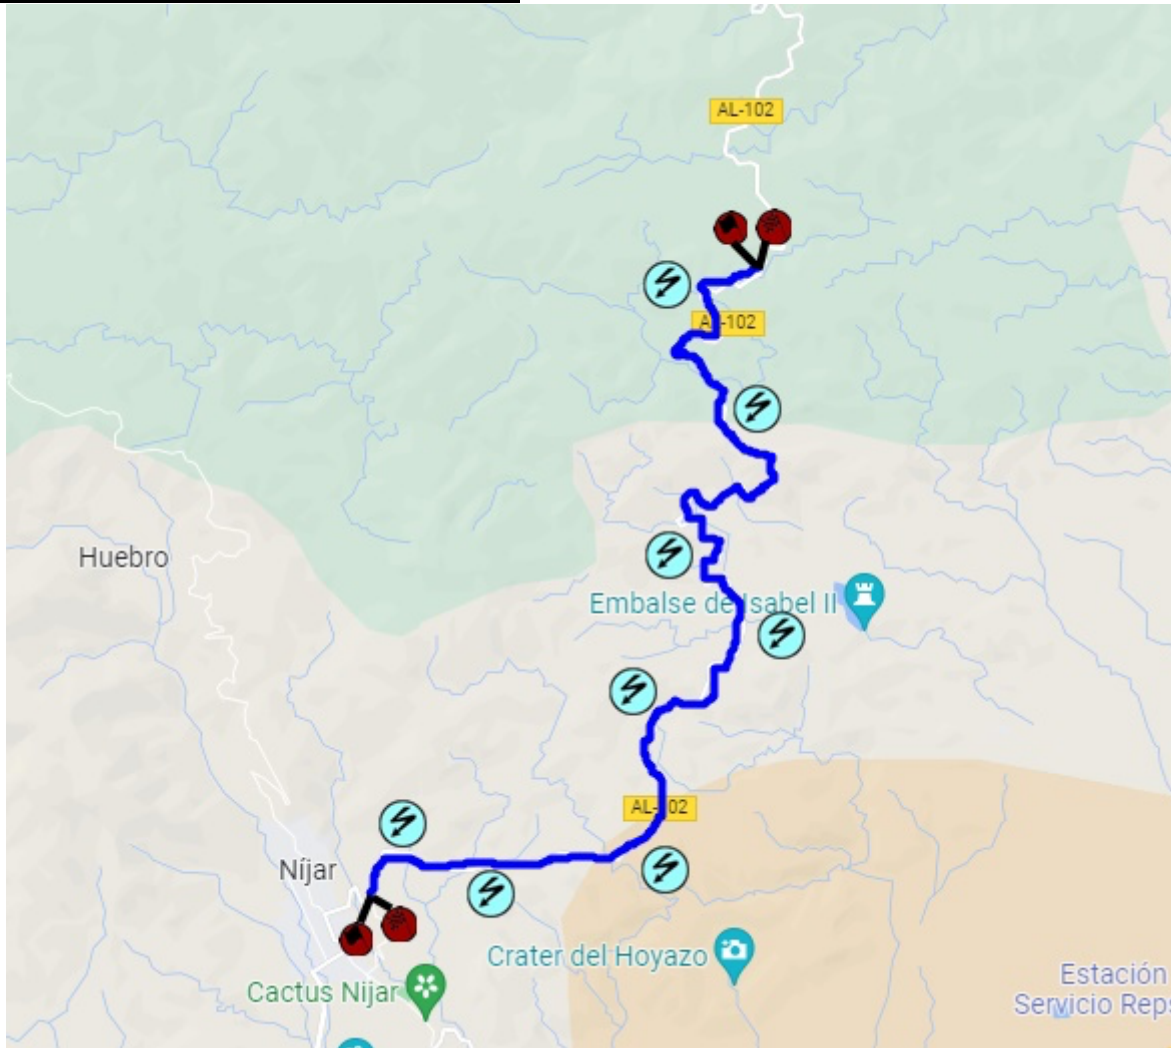 AL-102
AL-102
Huebro
Embalse de Isabel II
AL-102
Níjar
Crater del Hoyazo
Cactus Nijar
Estación
Servicio Reps